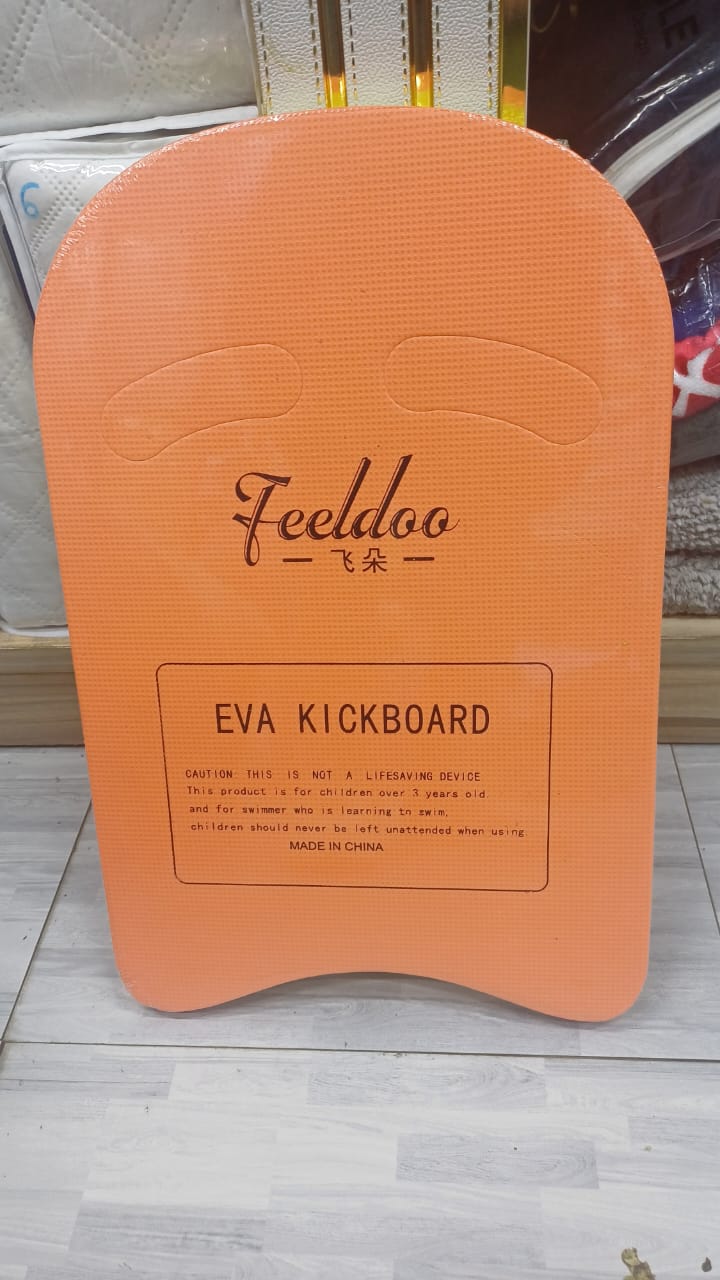 6
Feeldoo
— 飞朵 —
EVA KICKBOARD
CAUTION: THIS IS NOT A LIFESAVING DEVICE
This product is for children over 3 years old.
and for swimmer who is learning to swim,
children should never be left unattended when using.
MADE IN CHINA